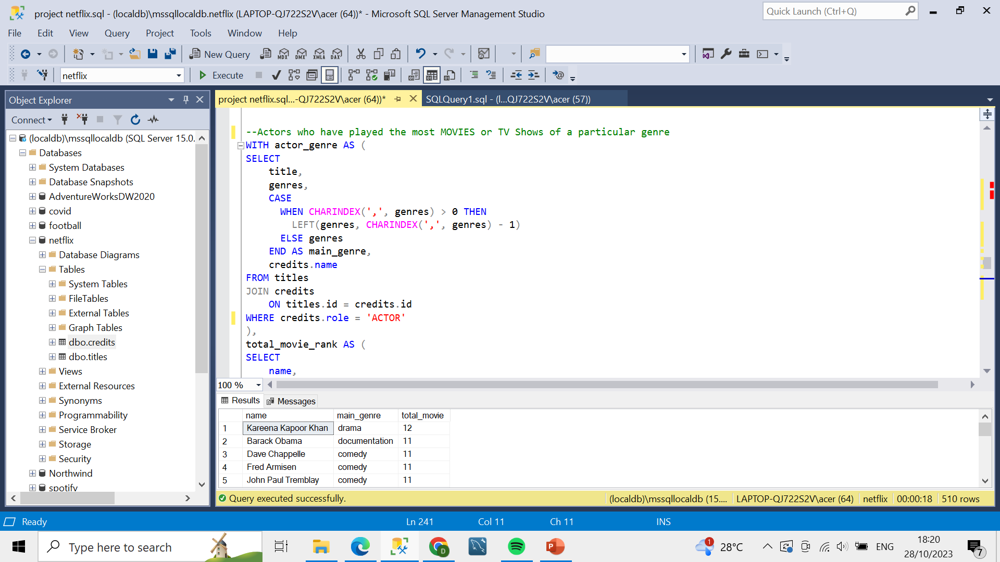 project netflix.sql - (localdb)\mssqllocaldb.netflix (LAPTOP-QJ722S2V\acer (64))* - Microsoft SQL Server Management Studio
Quick Launch (Ctrl+Q)
File Edit View Query Project Tools Window Help
New Query MDX DMX XMLA DAX
netflix Execute
Object Explorer
project netflix.sql...-QJ722S2V\acer (64))* SQLQuery1.sql - (l...QJ722S2V\acer (57))
Connect
(localdb)\mssqllocaldb (SQL Server 15.0.
Databases
System Databases
Database Snapshots
AdventureWorksDW2020
covid
football
netflix
Database Diagrams
Tables
System Tables
FileTables
External Tables
Graph Tables
dbo.credits
dbo.titles
Views
External Resources
Synonyms
Programmability
Service Broker
Storage
Security
Northwind
spotify
--Actors who have played the most MOVIES or TV Shows of a particular genre
WITH actor_genre AS (
SELECT
title,
genres,
CASE
WHEN CHARINDEX(',', genres) > 0 THEN
LEFT(genres, CHARINDEX(',', genres) - 1)
ELSE genres
END AS main_genre,
credits.name
FROM titles
JOIN credits
ON titles.id = credits.id
WHERE credits.role = 'ACTOR'
),
total_movie_rank AS (
SELECT
name,
100 %
Results Messages
name main_genre total_movie
1 Kareena Kapoor Khan drama 12
2 Barack Obama documentation 11
3 Dave Chappelle comedy 11
4 Fred Armisen comedy 11
5 John Paul Tremblay comedy 11
Query executed successfully. (localdb)\mssqllocaldb (15.... LAPTOP-QJ722S2V\acer (64) netflix 00:00:18 510 rows
Ready Ln 241 Col 11 Ch 11 INS
Type here to search
D
P
1
28°C
ENG
18:20
28/10/2023
7